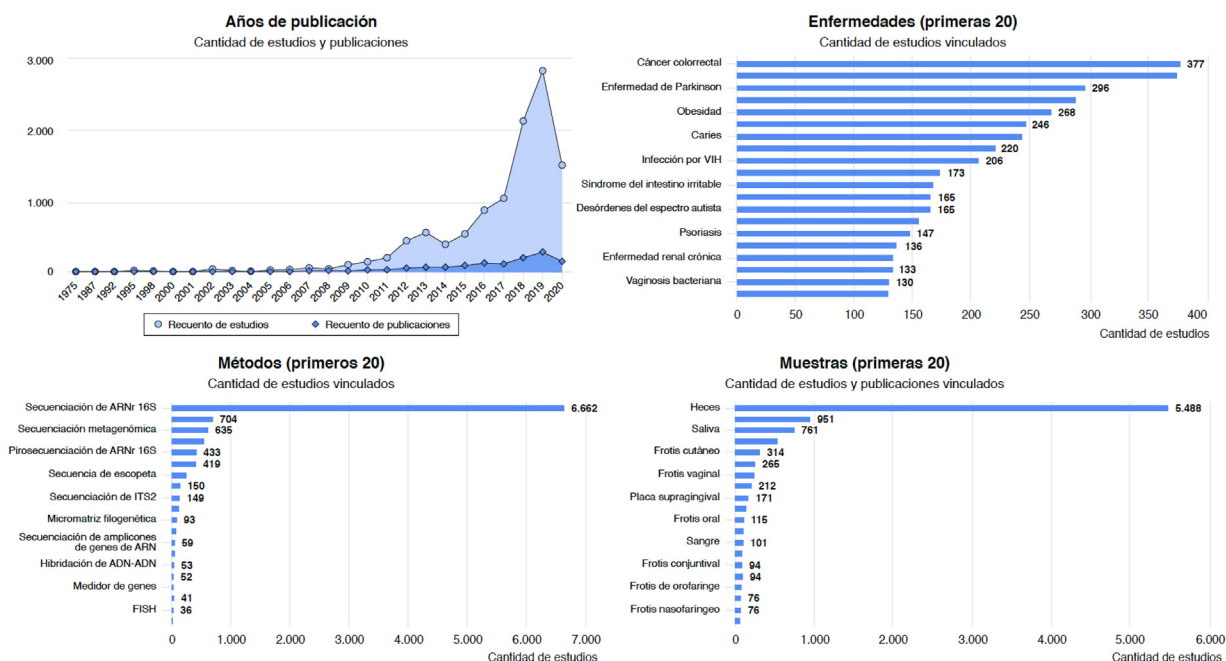 Años de publicación
Cantidad de estudios y publicaciones
3.000
2.000
1.000
0
1975
1987
1992
1995
1998
2000
2001
2002
2003
2004
2005
2006
2007
2008
2009
2010
2011
2012
2013
2014
2015
2016
2017
2018
2019
2020
Recuento de estudios
Recuento de publicaciones
Enfermedades (primeras 20)
Cantidad de estudios vinculados
Cáncer colorrectal 377
Enfermedad de Parkinson 296
Obesidad 268
246
Caries
220
Infección por VIH 206
173
Síndrome del intestino irritable
165
Desórdenes del espectro autista 165
Psoriasis 147
136
Enfermedad renal crónica
133
Vaginosis bacteriana 130
0 50 100 150 200 250 300 350 400
Cantidad de estudios
Métodos (primeros 20)
Cantidad de estudios vinculados
Secuenciación de ARNr 16S 6.662
704
Secuenciación metagenómica 635
Pirosecuenciación de ARNr 16S 433
419
Secuencia de escopeta
150
Secuenciación de ITS2 149
Micromatriz filogenética 93
Secuenciación de amplicones
de genes de ARN 59
Hibridación de ADN-ADN 53
52
Medidor de genes
41
FISH 36
0 1.000 2.000 3.000 4.000 5.000 6.000 7.000
Cantidad de estudios
Muestras (primeras 20)
Cantidad de estudios y publicaciones vinculados
Heces 5.488
951
Saliva 761
Frotis cutáneo 314
265
Frotis vaginal
212
Placa supragingival 171
Frotis oral 115
Sangre 101
Frotis conjuntival 94
94
Frotis de orofaringe
76
Frotis nasofaríngeo 76
0 1.000 2.000 3.000 4.000 5.000 6.000
Cantidad de estudios